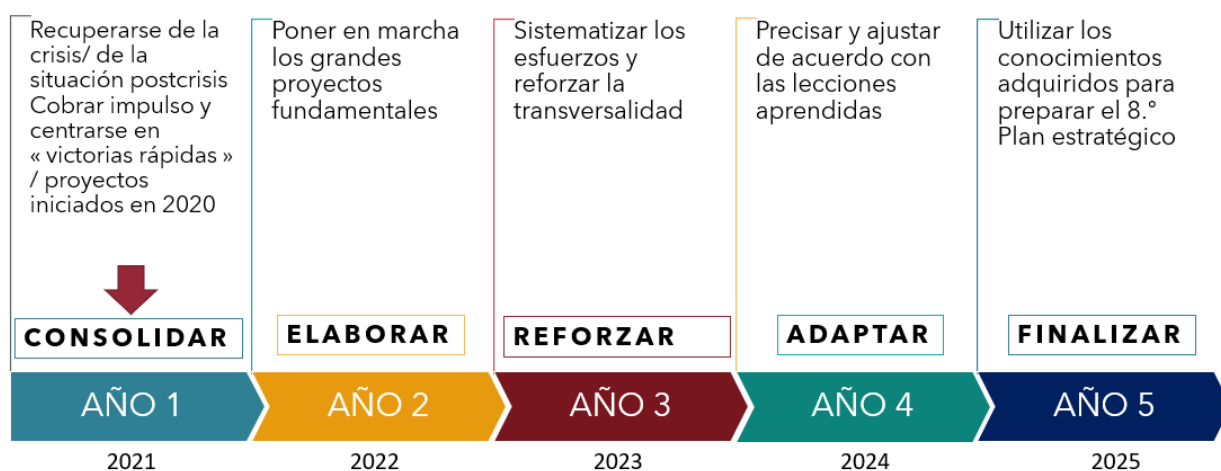 Recuperarse de la
crisis/ de la
situación postcrisis
Cobrar impulso y
centrarse en
« victorias rápidas »
/ proyectos
iniciados en 2020
Poner en marcha
los grandes
proyectos
fundamentales
Sistematizar los
esfuerzos y
reforzar la
transversalidad
Precisar y ajustar
de acuerdo con
las lecciones
aprendidas
Utilizar los
conocimientos
adquiridos para
preparar el 8.°
Plan estratégico
CONSOLIDAR
ELABORAR
REFORZAR
ADAPTAR
FINALIZAR
AÑO 1
AÑO 2
AÑO 3
AÑO 4
AÑO 5
2021
2022
2023
2024
2025